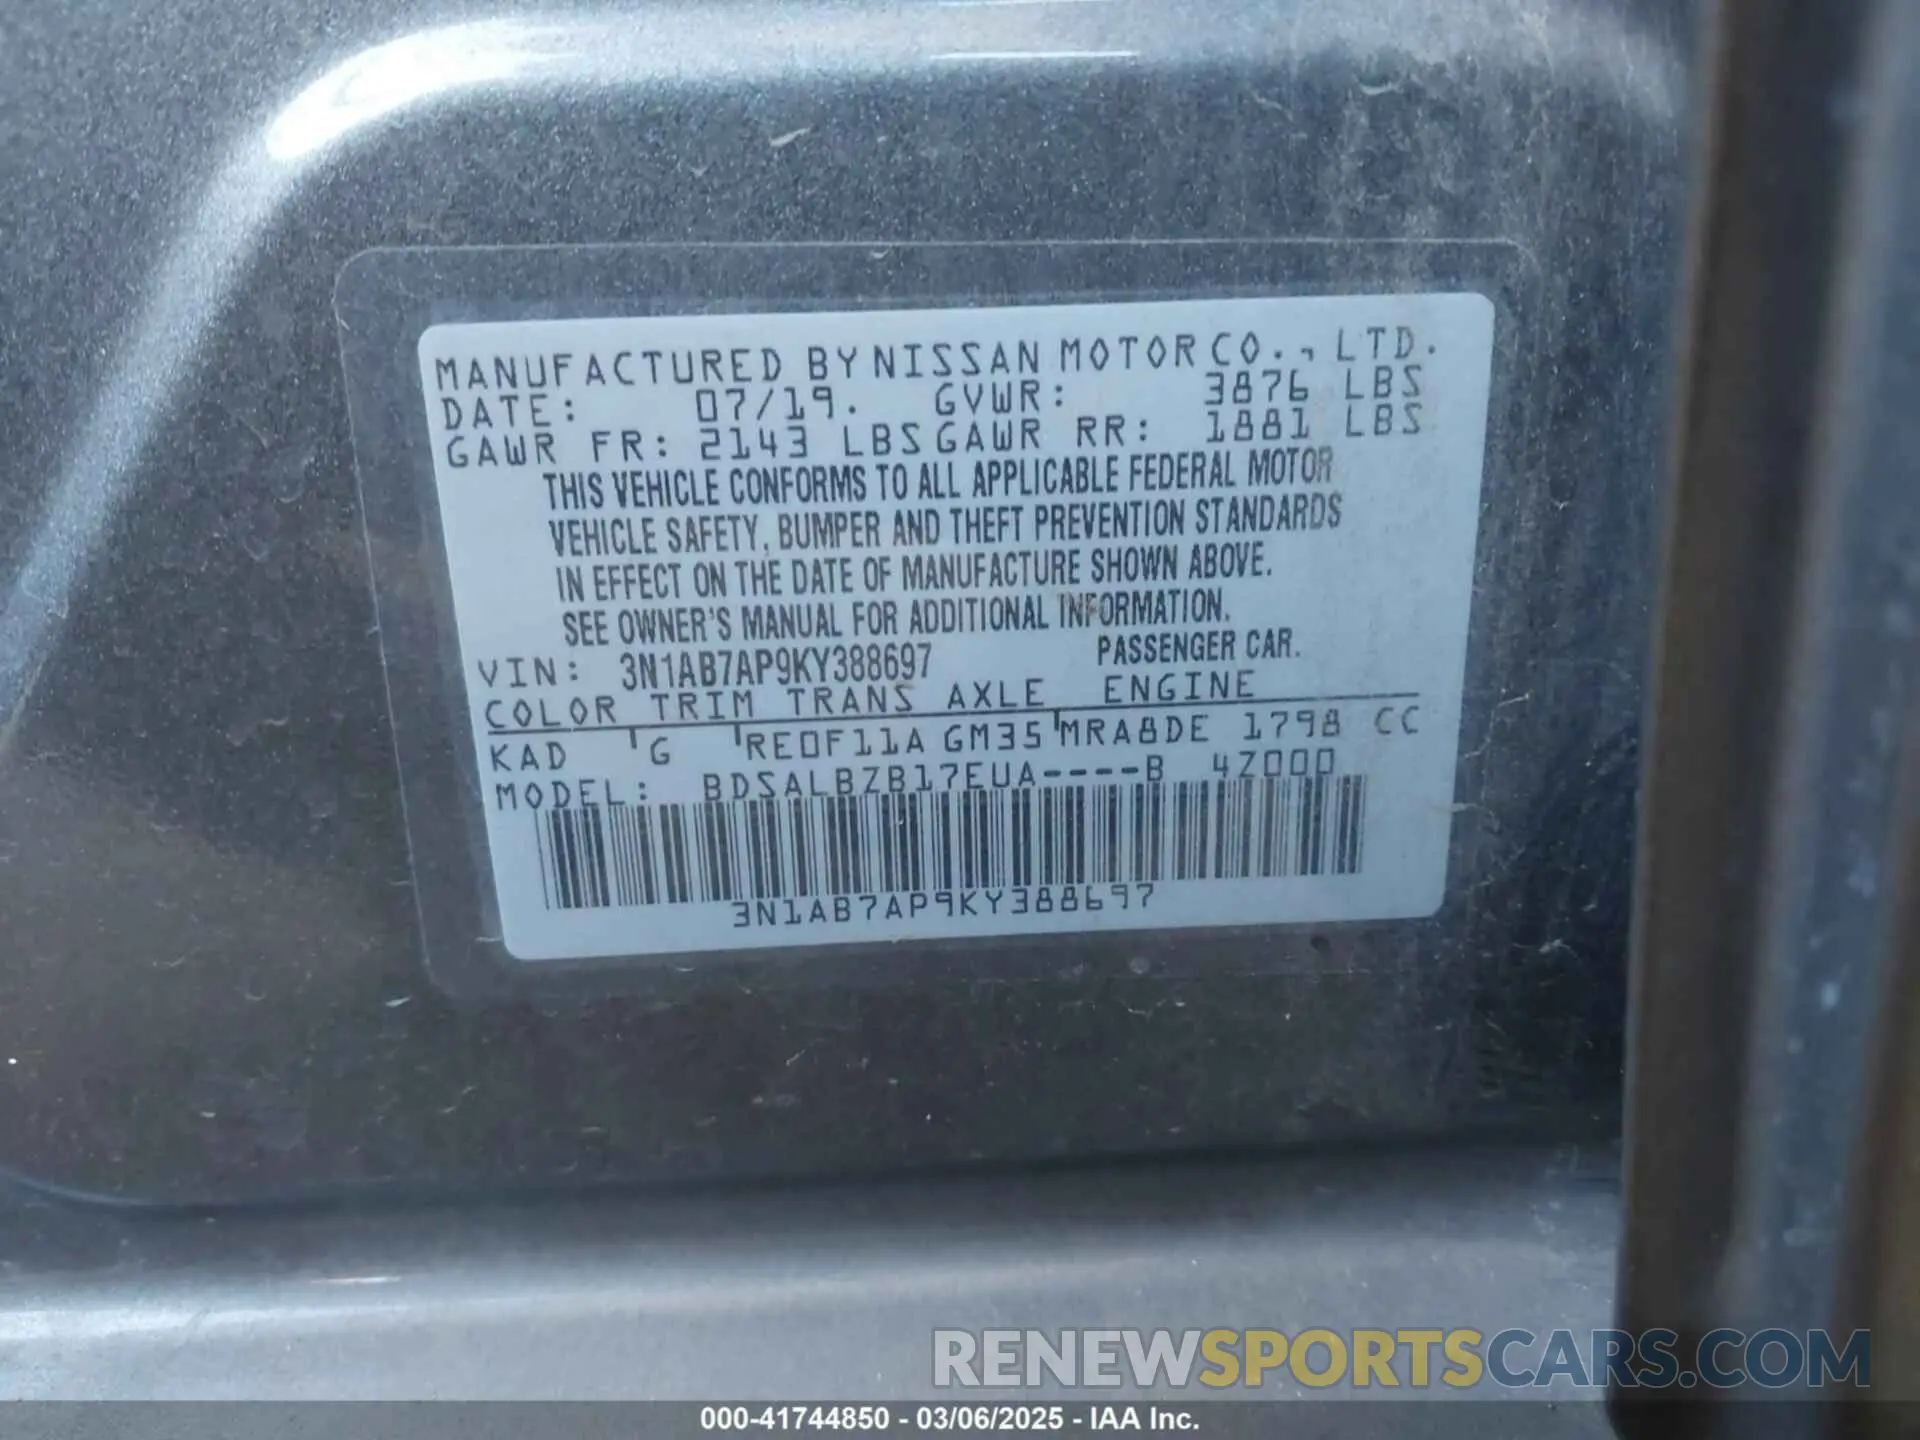 MANUFACTURED BY NISSAN MOTOR CO., LTD.
DATE: 07/19. GVWR: 3876 LBS
GAWR FR: 2143 LBS GAWR RR: 1881 LBS
THIS VEHICLE CONFORMS TO ALL APPLICABLE FEDERAL MOTOR
VEHICLE SAFETY, BUMPER AND THEFT PREVENTION STANDARDS
IN EFFECT ON THE DATE OF MANUFACTURE SHOWN ABOVE.
SEE OWNER'S MANUAL FOR ADDITIONAL INFORMATION.
VIN: 3N1AB7AP9KY388697 PASSENGER CAR.
COLOR TRIM TRANS AXLE ENGINE
KAD G RE0F11A GM35 MRA8DE 1798 CC
MODEL: BDSALBZB17EUA----B 4Z000
3N1AB7AP9KY388697
RENEWSPORTSCARS.COM
000-41744850 - 03/06/2025 - IAA Inc.